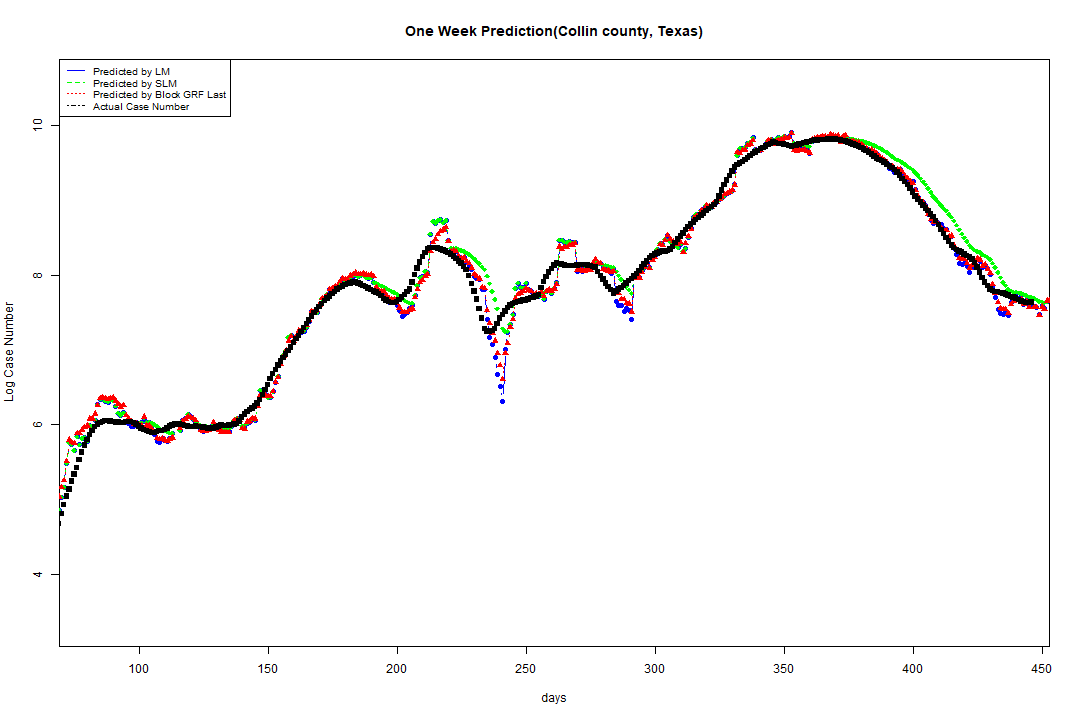 One Week Prediction(Collin county, Texas)
Predicted by LM
Predicted by SLM
Predicted by Block GRF Last
Actual Case Number
10
8
6
4
Log Case Number
100 150 200 250 300 350 400 450
days